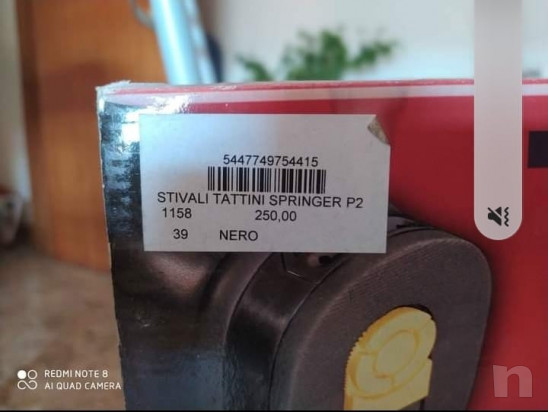 5447749754415
STIVALI TATTINI SPRINGER P2
1158 250,00
39 NERO
REDMI NOTE 8
AI QUAD CAMERA
n